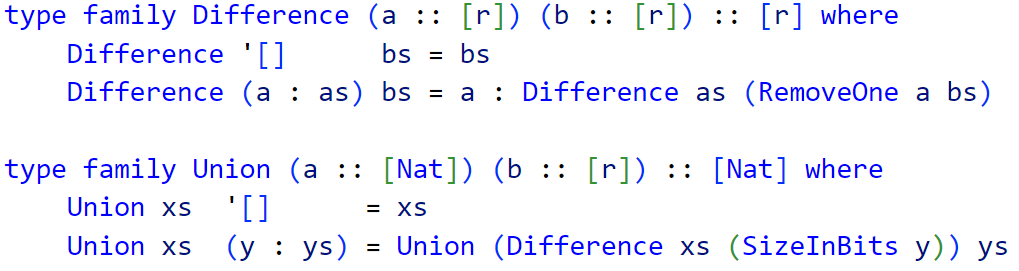 type family Difference (a :: [r]) (b :: [r]) :: [r] where
    Difference '[]      bs = bs
    Difference (a : as) bs = a : Difference as (RemoveOne a bs)

type family Union (a :: [Nat]) (b :: [r]) :: [Nat] where
    Union xs  '[]      = xs
    Union xs  (y : ys) = Union (Difference xs (SizeInBits y)) ys